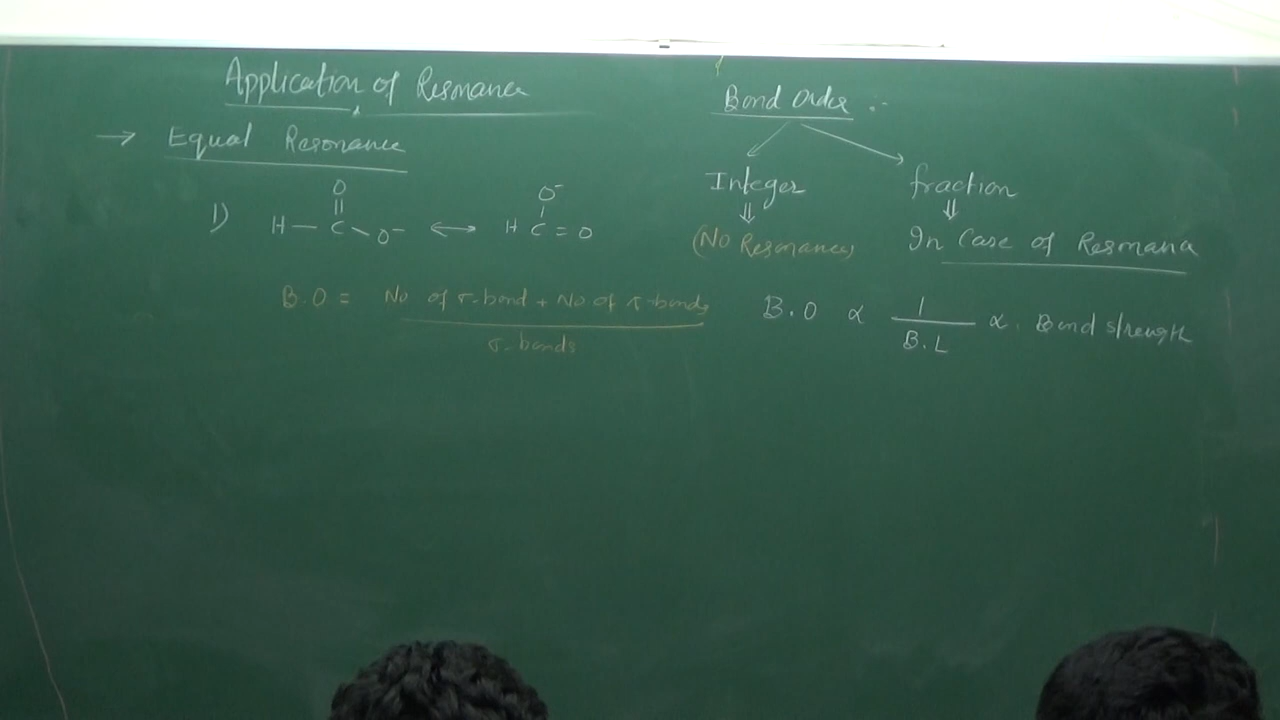 Application of Resonance
→ Equal Resonance
1) H — C — O⁻ ↔ H C = O
O O⁻
B.O = No of σ-bond + No of π-bonds
σ-bonds
Bond Order :-
Integer fraction
(No Resonance) In Case of Resonance
B.O ∝ 1 ∝ Bond strength
B.L